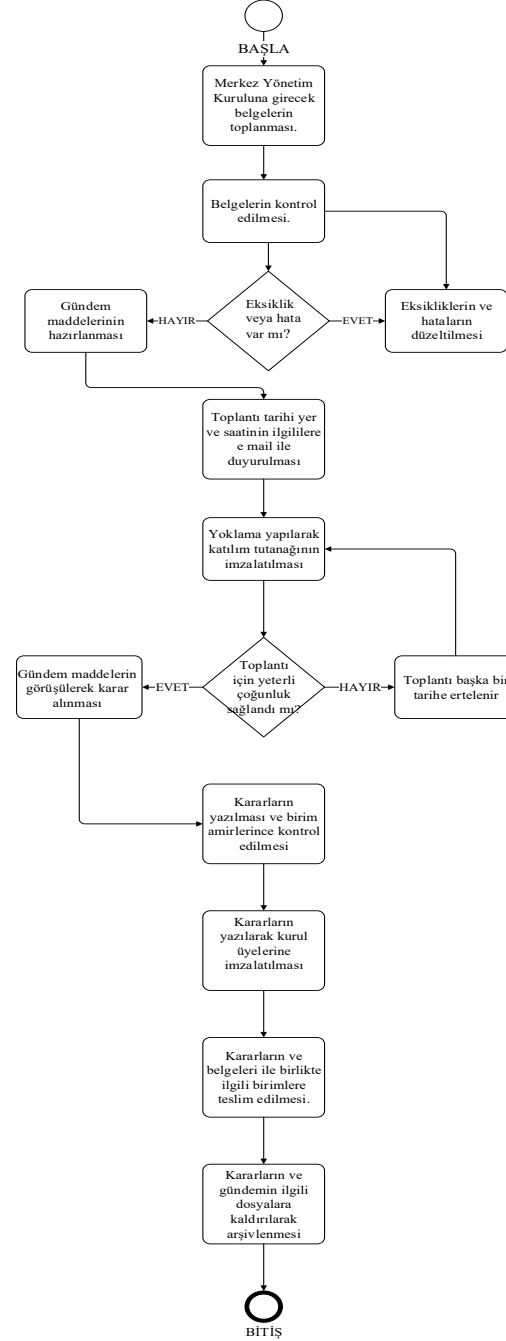 BAŞLA
Merkez Yönetim
Kuruluna girecek
belgelerin
toplanması.
Belgelerin kontrol
edilmesi.
Gündem
maddelerinin
hazırlanması
HAYIR
Eksiklik
veya hata
var mı?
EVET
Eksikliklerin ve
hataların
düzeltilmesi
Toplantı tarihi yer
ve saatinin ilgililere
e mail ile
duyurulması
Yoklama yapılarak
katılım tutanağının
imzalatılması
Gündem maddelerin
görüşülerek karar
alınması
EVET
Toplantı
için yeterli
çoğunluk
sağlandı mı?
HAYIR
Toplantı başka bir
tarihe ertelenir
Kararların
yazılması ve birim
amirlerince kontrol
edilmesi
Kararların
yazılarak kurul
üyelerine
imzalatılması
Kararların ve
belgeleri ile birlikte
ilgili birimlere
teslim edilmesi.
Kararların ve
gündemin ilgili
dosyalara
kaldırılarak
arşivlenmesi
BİTİŞ